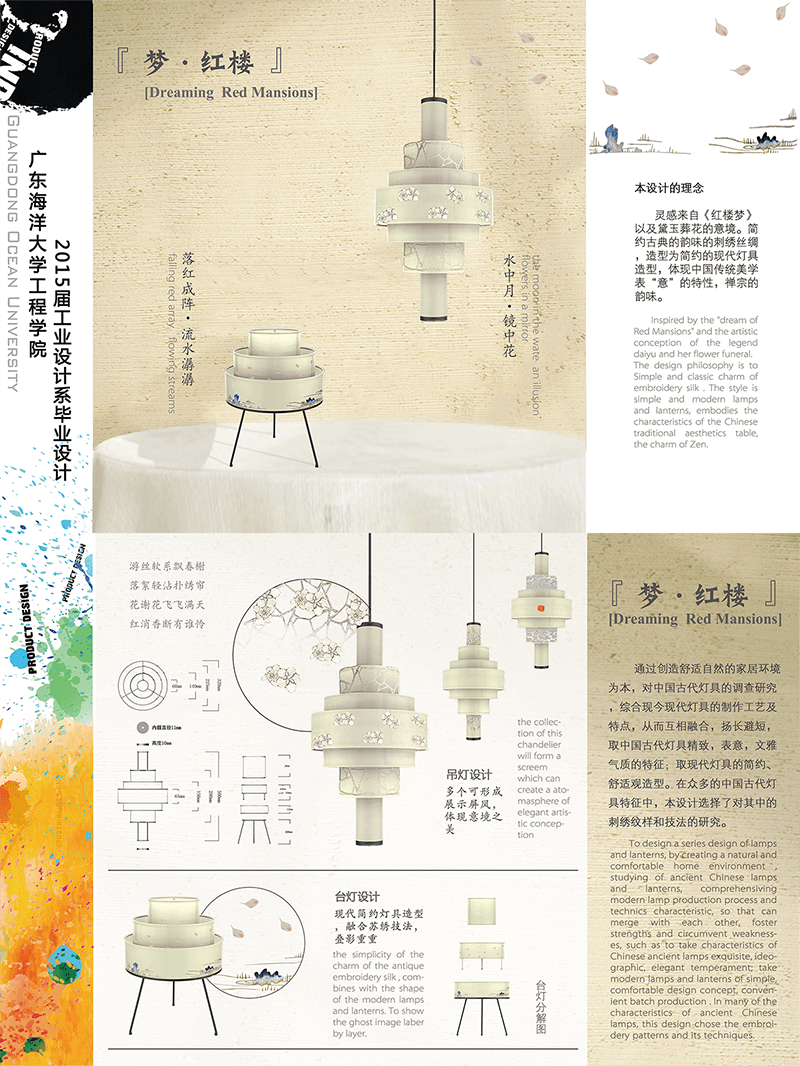 PRODUCT
DESIGN
IND
广东海洋大学工程学院
GUANGDONG OCEAN UNIVERSITY
2015届工业设计系毕业设计
PRODUCT DESIGN
PRODUCT DESIGN
『 梦·红楼 』
[Dreaming Red Mansions]
落红成阵·流水潺潺
falling red array , flowing streams
水中月·镜中花
the moon in the wate an illusion'
flowers in a mirror
本设计的理念
灵感来自《红楼梦》
以及黛玉葬花的意境。简
约古典的韵味的刺绣丝绸
，造型为简约的现代灯具
造型，体现中国传统美学
表“意”的特性，禅宗的
韵味。
Inspired by the "dream of
Red Mansions" and the artistic
conception of the legend
daiyu and her flower funeral.
The design philosophy is to
Simple and classic charm of
embroidery silk . The style is
simple and modern lamps
and lanterns, embodies the
characteristics of the Chinese
traditional aesthetics table,
the charm of Zen.
游丝软系飘春榭
落絮轻沾扑绣帘
花谢花飞飞满天
红消香断有谁怜
60mm
110mm
225mm
325mm
内圆直径11mm
高度10mm
65mm
吊灯设计
多个可形成
展示屏风，
体现意境之
美
the collec-
tion of this
chandelier
will form a
screem
which can
create a ato-
masphere of
elegant artis-
tic concep-
tion
台灯设计
现代简约灯具造型
，融合苏绣技法，
叠影重重
the simplicity of the
charm of the antique
embroidery silk , com-
bines with the shape
of the modern lamps
and lanterns. To show
the ghost image laber
by layer.
台灯分解图
『 梦·红楼 』
[Dreaming Red Mansions]
通过创造舒适自然的家居环境
为本，对中国古代灯具的调查研究
，综合现今现代灯具的制作工艺及
特点，从而互相融合，扬长避短，
取中国古代灯具精致，表意，文雅
气质的特征；取现代灯具的简约、
舒适观造型。在众多的中国古代灯
具特征中，本设计选择了对其中的
刺绣纹样和技法的研究。
To design a series design of lamps
and lanterns, by creating a natural and
comfortable home environment ,
studying of ancient Chinese lamps
and lanterns, comprehensiving
modern lamp production process and
technics characteristic, so that can
merge with each other, foster
strengths and circumvent weakness-
es, such as to take characteristics of
Chinese ancient lamps exquisite, ideo-
graphic, elegant temperament; take
modern lamps and lanterns of simple,
comfortable design concept, conven-
ient batch production . In many of the
characteristics of ancient Chinese
lamps, this design chose the embroi-
dery patterns and its techniques.